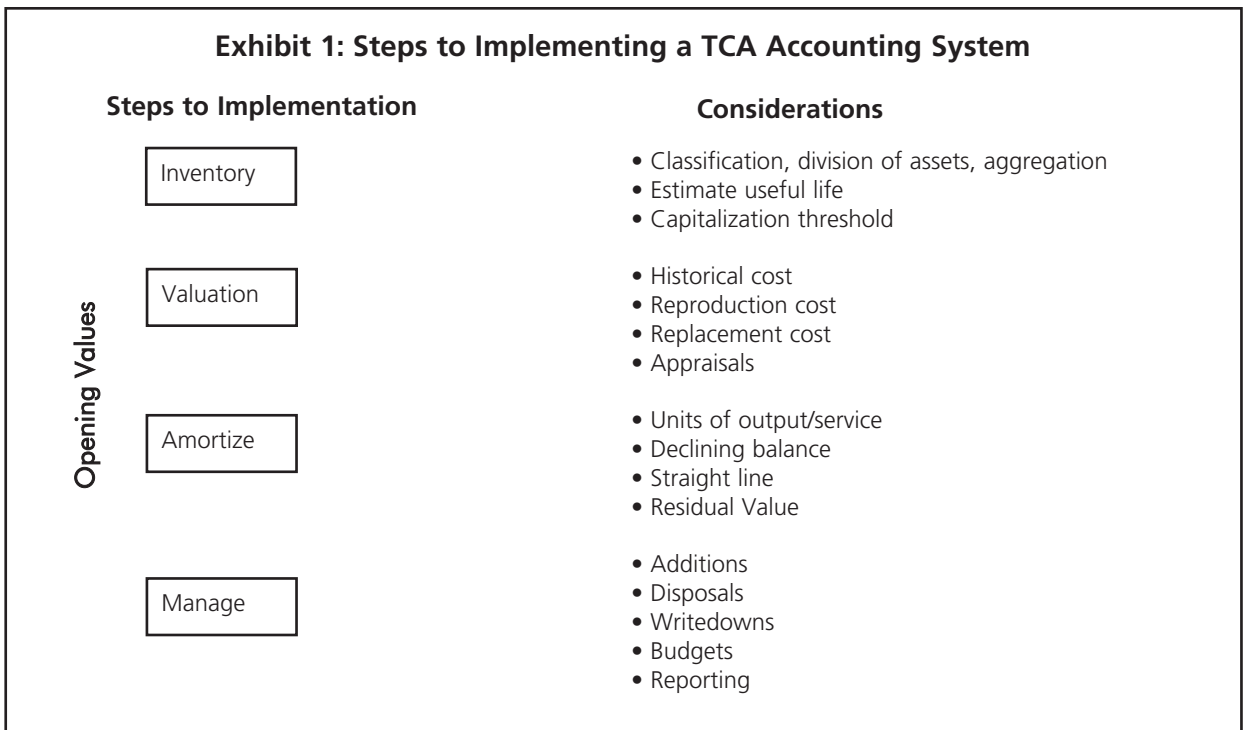 Exhibit 1: Steps to Implementing a TCA Accounting System
Steps to Implementation
Considerations
Opening Values
Inventory
• Classification, division of assets, aggregation
• Estimate useful life
• Capitalization threshold
Valuation
• Historical cost
• Reproduction cost
• Replacement cost
• Appraisals
Amortize
• Units of output/service
• Declining balance
• Straight line
• Residual Value
Manage
• Additions
• Disposals
• Writedowns
• Budgets
• Reporting